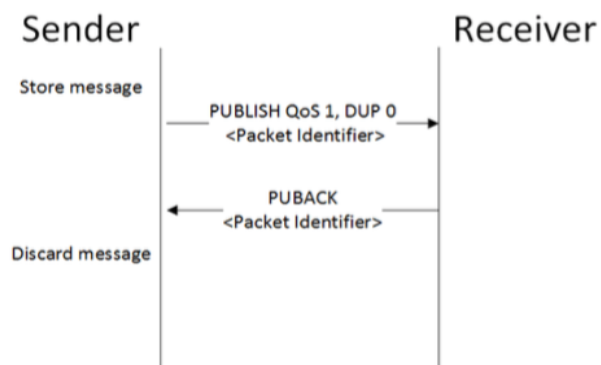 Sender
Receiver
Store message
PUBLISH QoS 1, DUP 0
<Packet Identifier>
PUBACK
<Packet Identifier>
Discard message